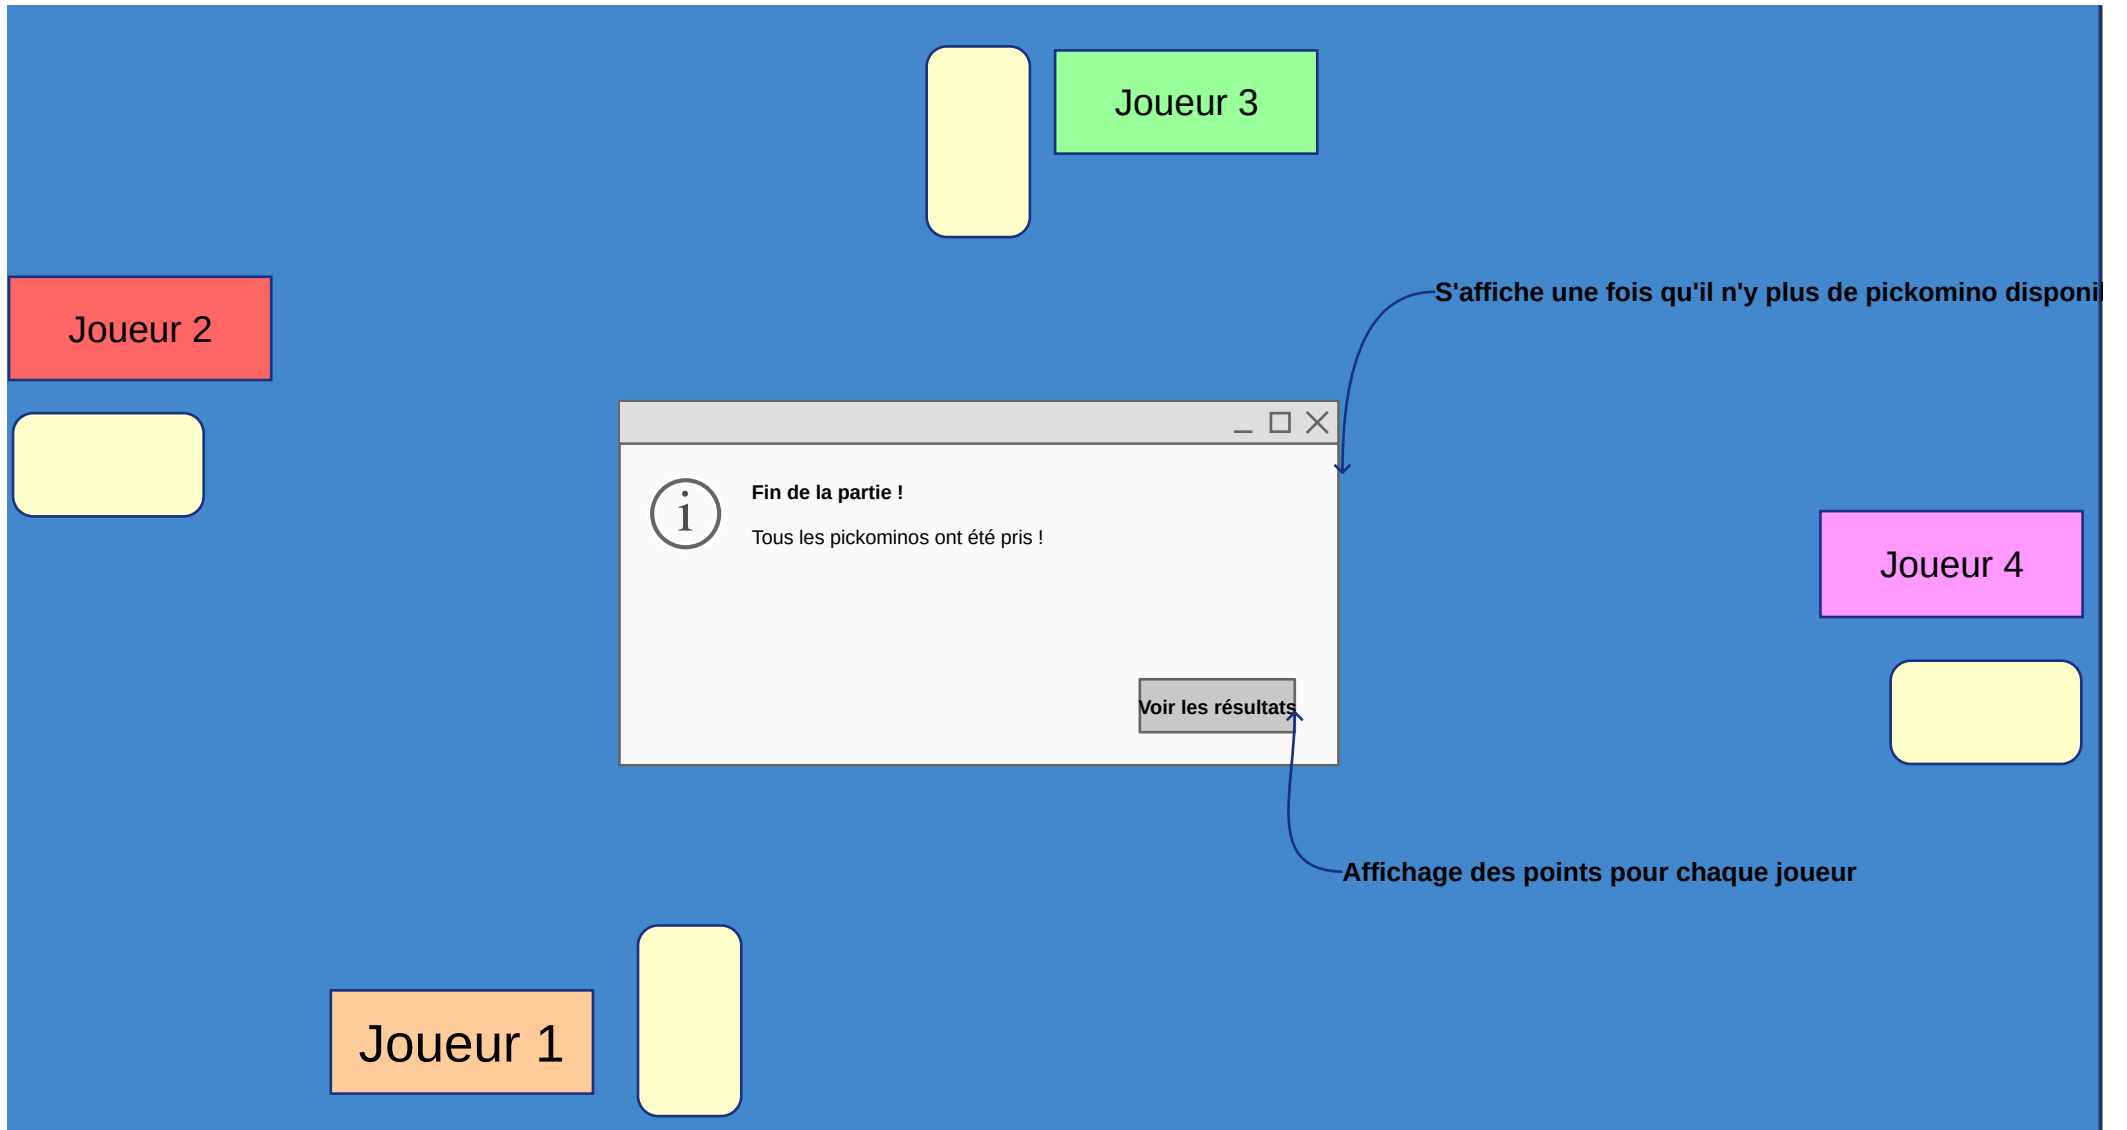 Joueur 3
S'affiche une fois qu'il n'y plus de pickomino
Joueur 2
Fin de la partie !
Tous les pickominos ont été pris !
Joueur 4
Voir les résultats
Affichage des points pour chaque joueur
Joueur 1